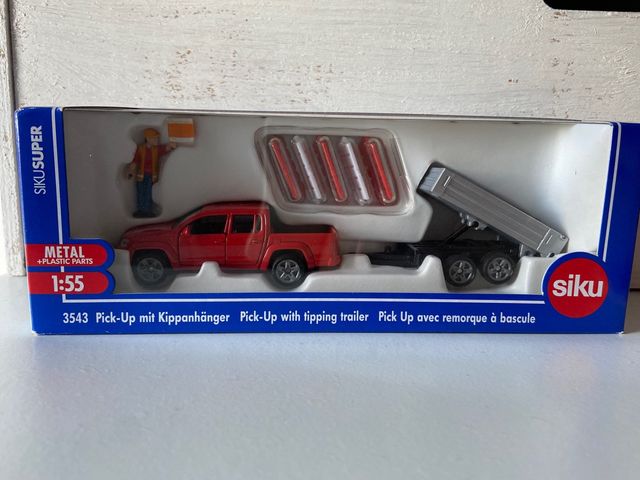 SIKUSUPER
METAL
+PLASTIC PARTS
1:55
siku
3543 Pick-Up mit Kippanhänger Pick-Up with tipping trailer Pick Up avec remorque à bascule